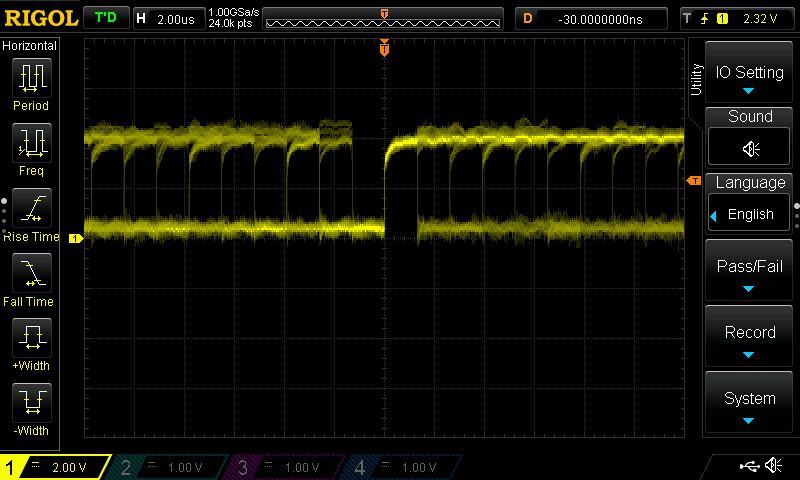 RIGOL T'D H 2.00us 1.00GSa/s 24.0k pts T D -30.0000000ns T 1 2.32 V
Horizontal
Period
Freq
Rise Time
Fall Time
+Width
-Width
T
T
1
Utility
IO Setting
Sound
Language
English
Pass/Fail
Record
System
1 2.00 V 2 1.00 V 3 1.00 V 4 1.00 V